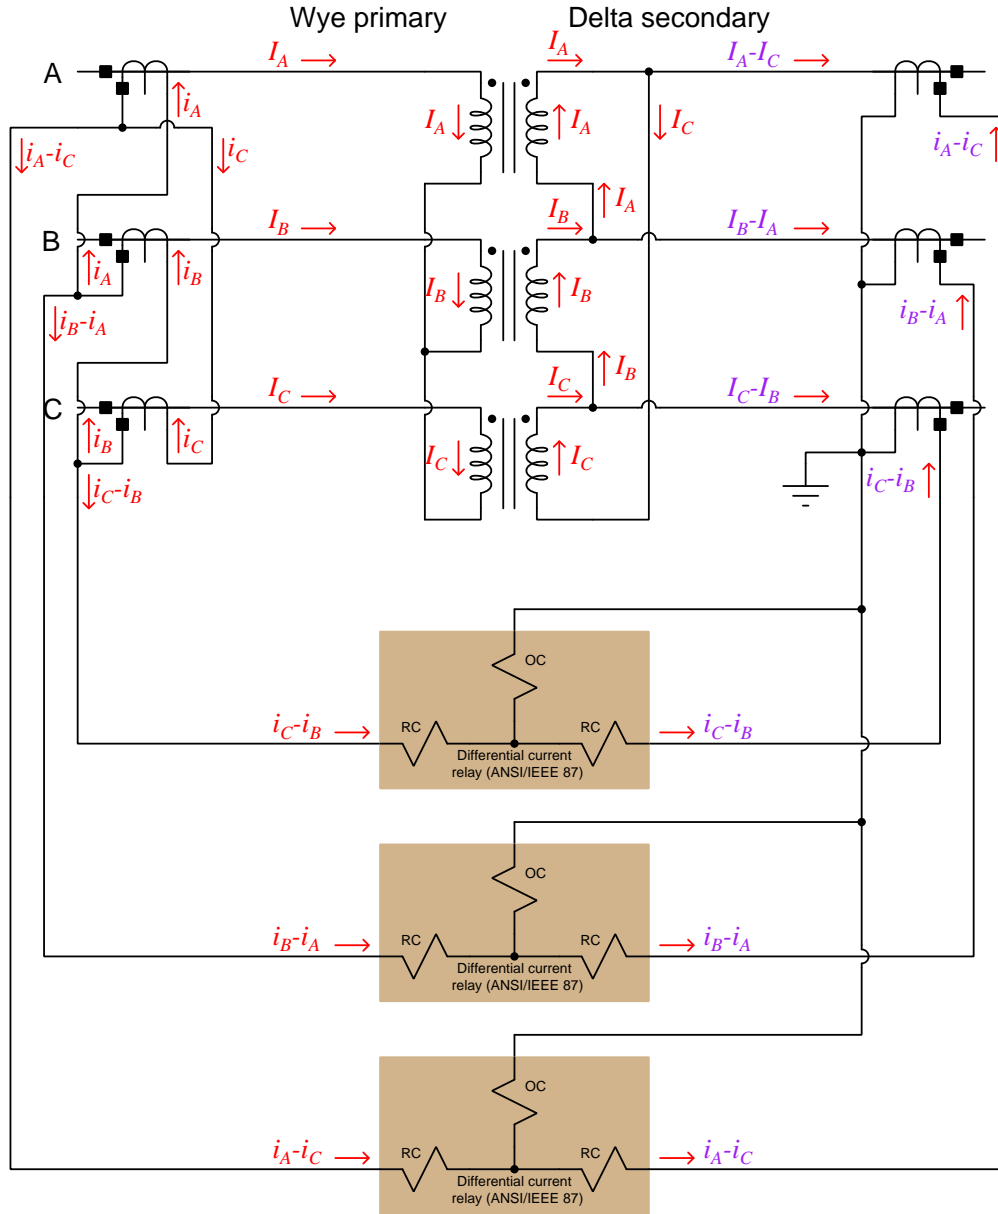 Wye primary
Delta secondary
A
I_A
I_A
I_A-I_C
i_A
I_A
I_A
I_C
i_A-i_C
i_C
i_A-i_C
I_A
B
I_B
I_B
I_B-I_A
i_A
i_B
I_B
I_B
i_B-i_A
i_B-i_A
I_B
C
I_C
I_C
I_C-I_B
i_B
i_C
I_C
I_C
i_C-i_B
i_C-i_B
OC
i_C-i_B
RC
RC
i_C-i_B
Differential current
relay (ANSI/IEEE 87)
OC
i_B-i_A
RC
RC
i_B-i_A
Differential current
relay (ANSI/IEEE 87)
OC
i_A-i_C
RC
RC
i_A-i_C
Differential current
relay (ANSI/IEEE 87)